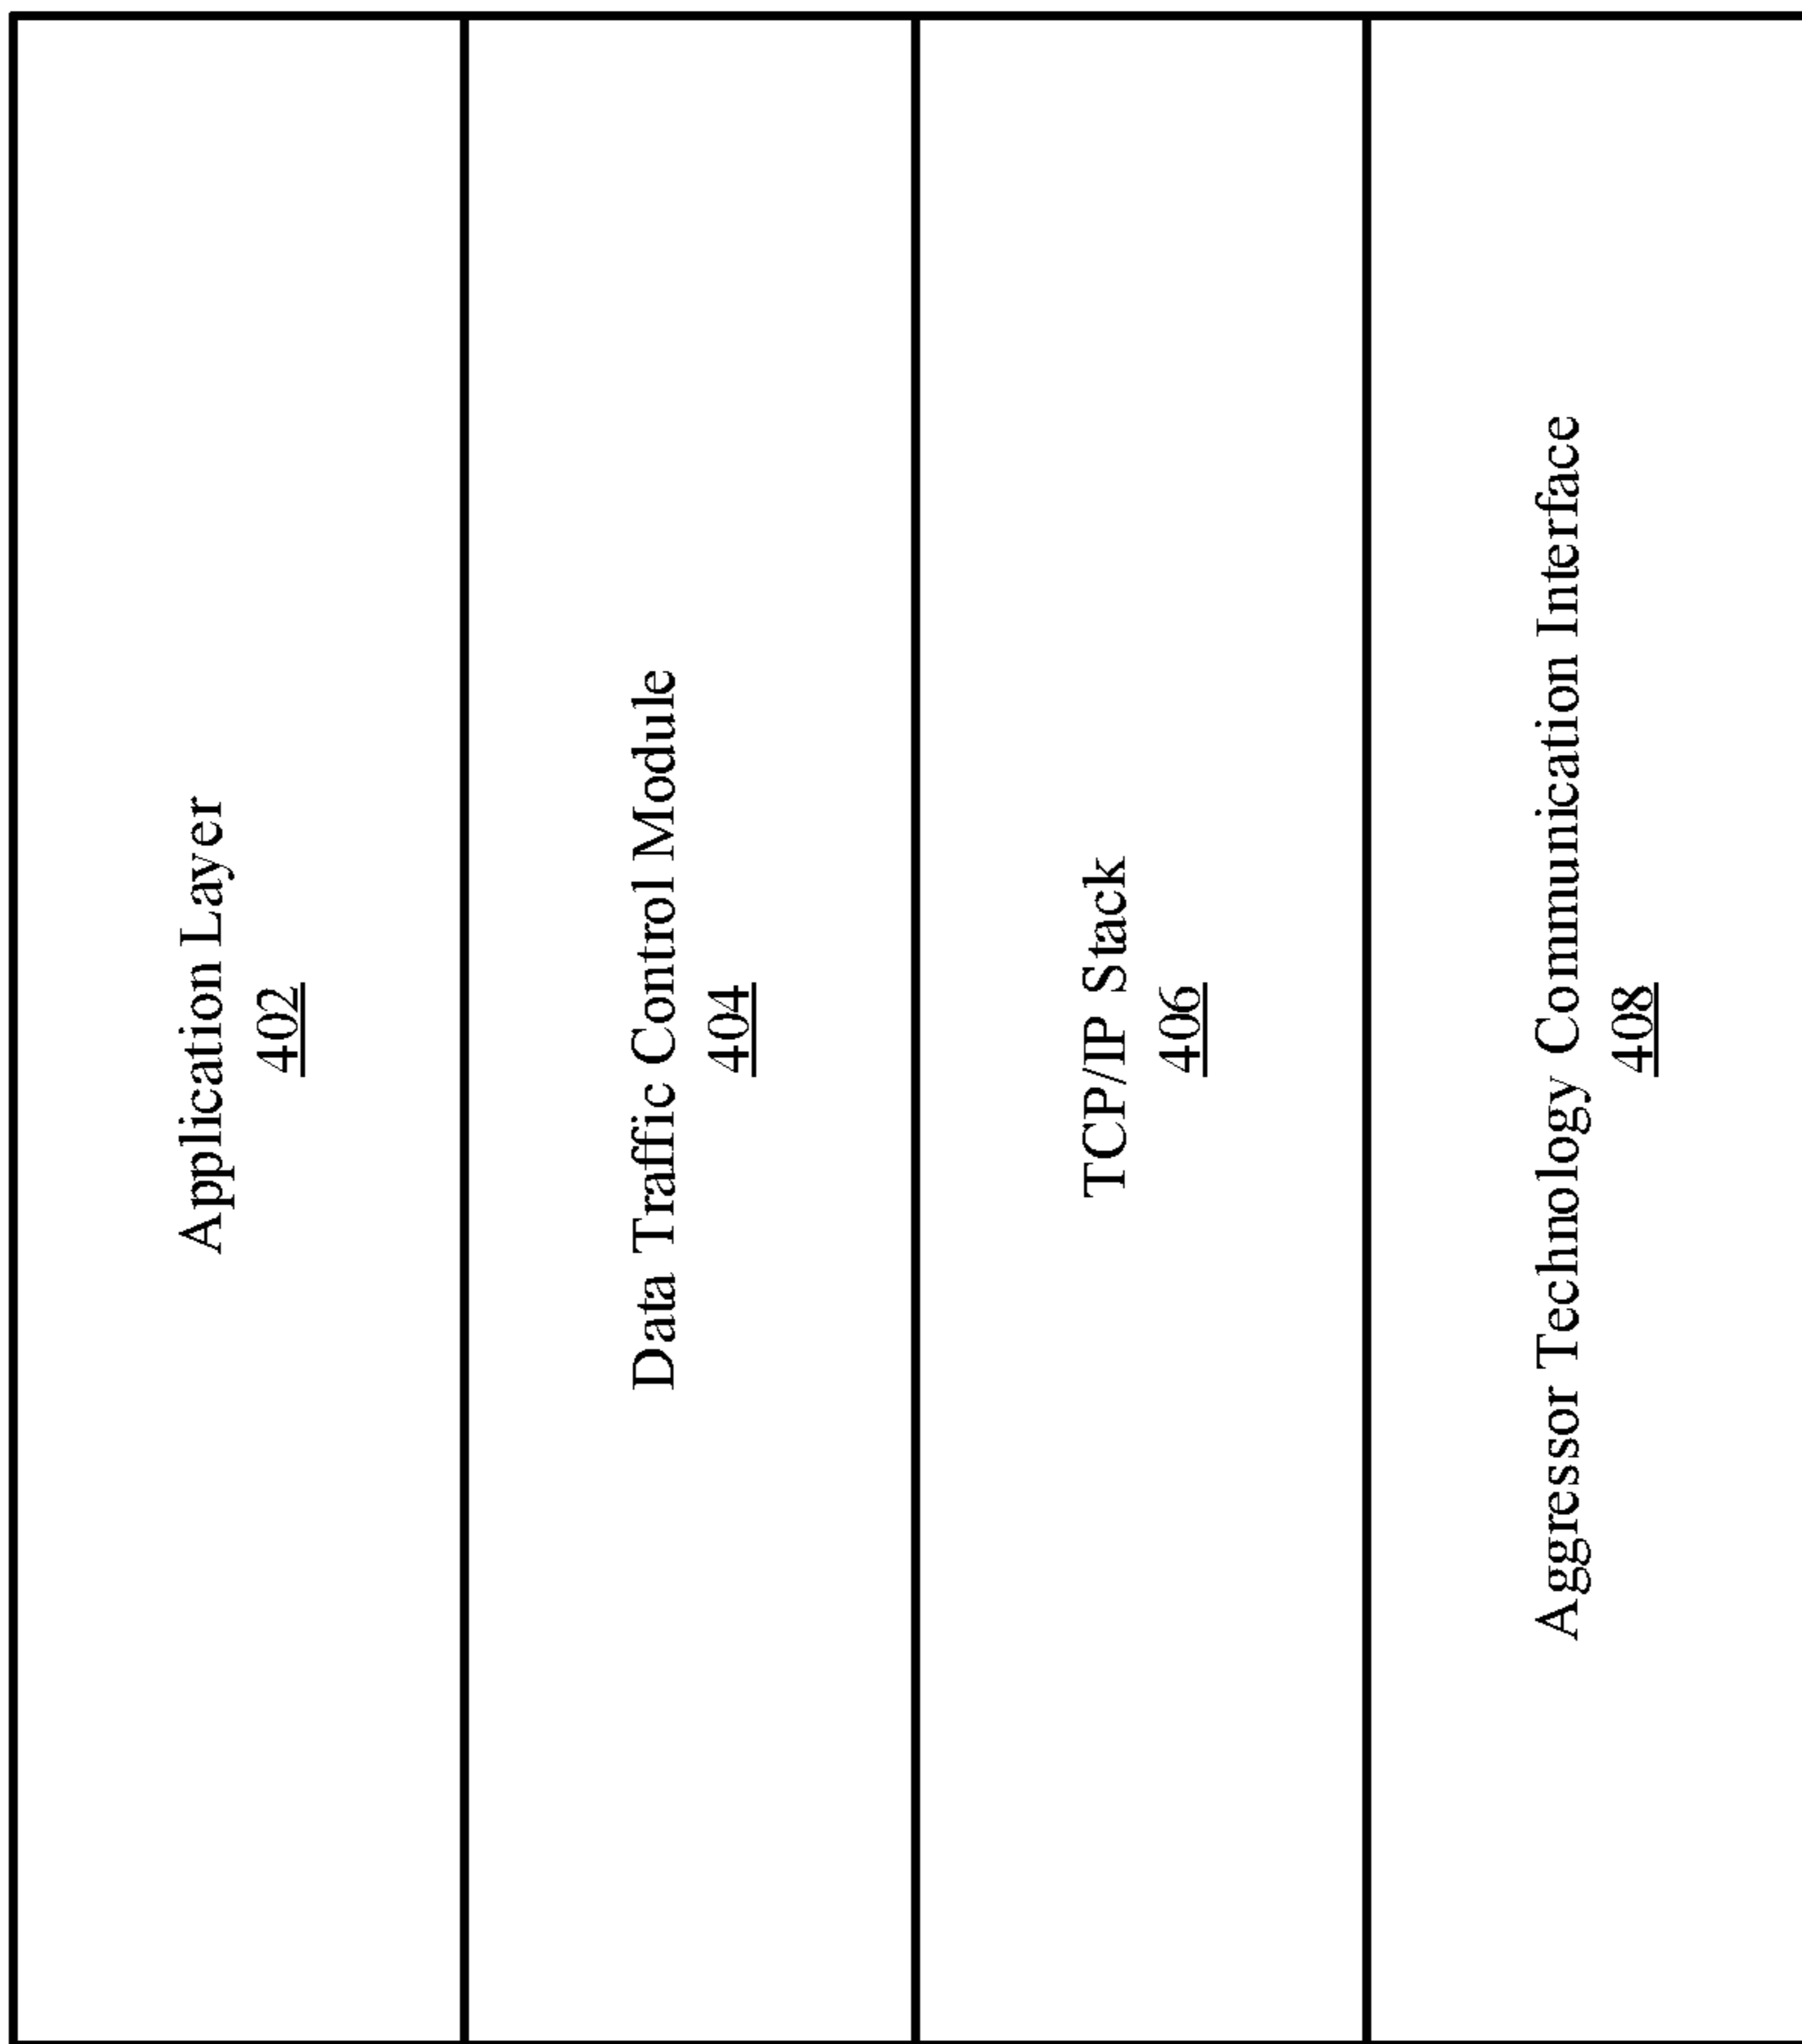 Application Layer
402
Data Traffic Control Module
404
TCP/IP Stack
406
Aggressor Technology Communication Interface
408